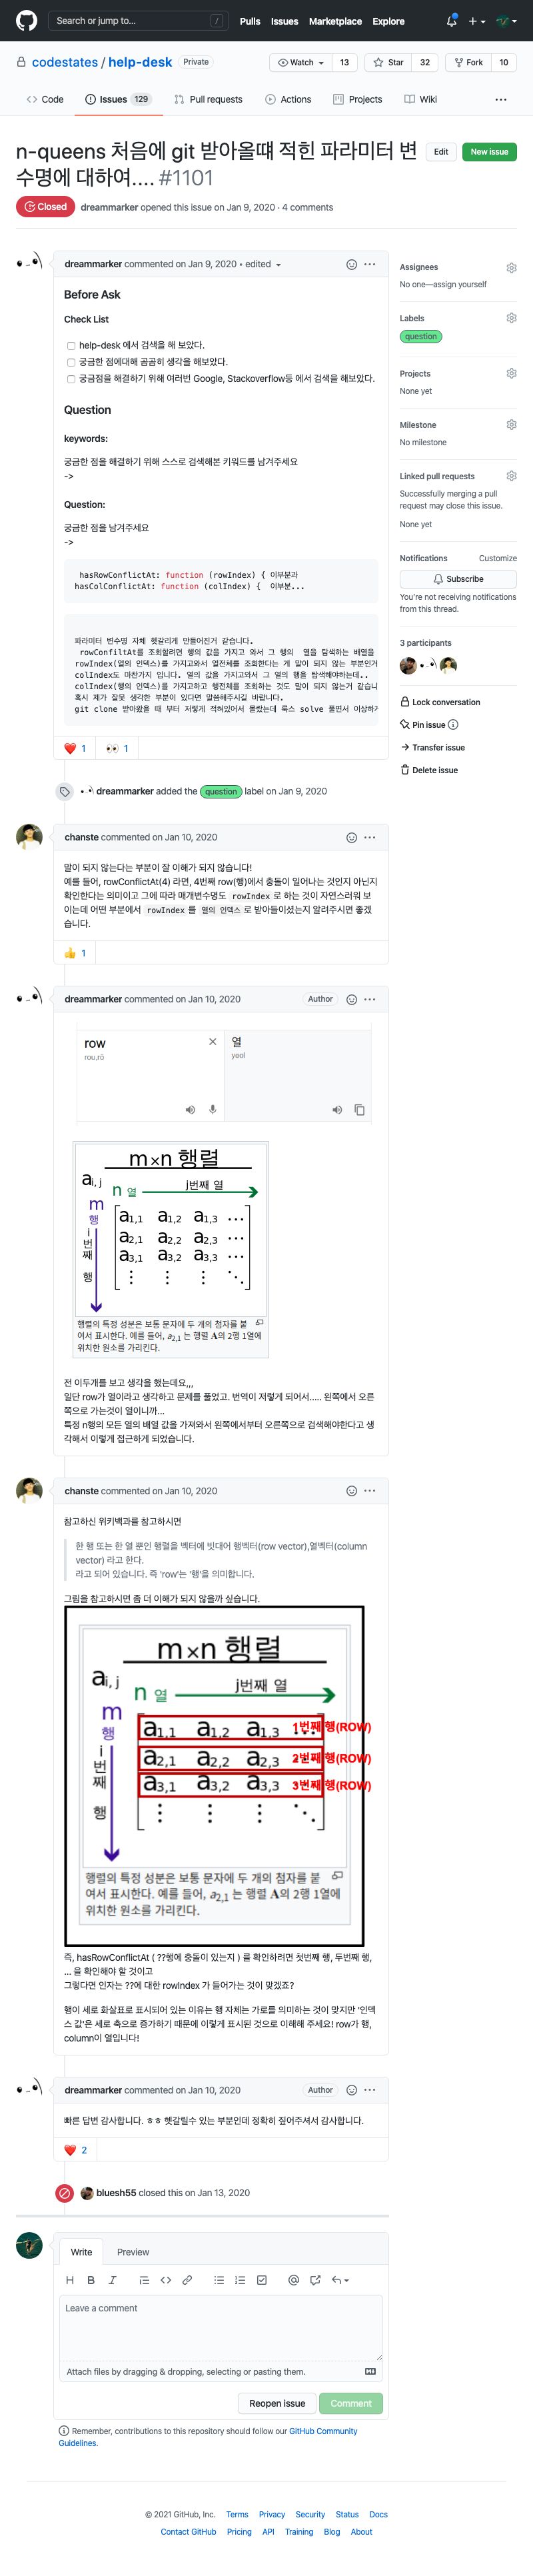 Search or jump to...
/
Pulls Issues Marketplace Explore
codestates / help-desk Private
Watch 13 Star 32 Fork 10
Code Issues 129 Pull requests Actions Projects Wiki
n-queens 처음에 git 받아올떄 적힌 파라미터 변
수명에 대하여.... #1101
Edit New issue
Closed dreammarker opened this issue on Jan 9, 2020 · 4 comments
dreammarker commented on Jan 9, 2020 • edited
Before Ask
Check List
help-desk 에서 검색을 해 보았다.
궁금한 점에대해 곰곰히 생각을 해보았다.
궁금점을 해결하기 위해 여러번 Google, Stackoverflow등 에서 검색을 해보았다.
Question
keywords:
궁금한 점을 해결하기 위해 스스로 검색해본 키워드를 남겨주세요
->
Question:
궁금한 점을 남겨주세요
->
hasRowConflictAt: function (rowIndex) { 이부분과
hasColConflictAt: function (colIndex) { 이부분...
파라미터 변수명 자체 헷갈리게 만들어진거 같습니다.
rowConfiltAt를 조회할려면 행의 값을 가지고 와서 그 행의 열을 탐색하는 배열을
rowIndex(열의 인덱스)를 가지고와서 열전체를 조회한다는 게 말이 되지 않는 부분인거
colIndex도 마찬가지 입니다. 열의 값을 가지고와서 그 열의 행을 탐색해야하는데..
colIndex(행의 인덱스)를 가지고하고 행전체를 조회하는 것도 말이 되지 않는거 같습니
혹시 제가 잘못 생각한 부분이 있다면 말씀해주시길 바랍니다.
git clone 받아왔을 때 부터 저렇게 적혀있어서 몰랐는데 룩스 solve 풀면서 이상하거
❤️ 1 👀 1
dreammarker added the question label on Jan 9, 2020
chanste commented on Jan 10, 2020
말이 되지 않는다는 부분이 잘 이해가 되지 않습니다!
예를 들어, rowConflictAt(4) 라면, 4번째 row(행)에서 충돌이 일어나는 것인지 아닌지
확인한다는 의미이고 그에 따라 매개변수명도 rowIndex 로 하는 것이 자연스러워 보
이는데 어떤 부분에서 rowIndex 를 열의 인덱스 로 받아들이셨는지 알려주시면 좋겠
습니다.
👍 1
dreammarker commented on Jan 10, 2020 Author
row
rou,rō
열
yeol
m×n 행렬
a i, j
n 열 j번째 열
m
행
i
번
째
행
a1,1 a1,2 a1,3 ⋯
a2,1 a2,2 a2,3 ⋯
a3,1 a3,2 a3,3 ⋯
⋮ ⋮ ⋮ ⋱
행렬의 특정 성분은 보통 문자에 두 개의 첨자를 붙
여서 표시한다. 예를 들어, a2,1 는 행렬 A의 2행 1열에
위치한 원소를 가리킨다.
전 이두개를 보고 생각을 했는데요,,,
일단 row가 열이라고 생각하고 문제를 풀었고. 번역이 저렇게 되어서..... 왼쪽에서 오른
쪽으로 가는것이 열이니까...
특정 n행의 모든 열의 배열 값을 가져와서 왼쪽에서부터 오른쪽으로 검색해야한다고 생
각해서 이렇게 접근하게 되었습니다.
chanste commented on Jan 10, 2020
참고하신 위키백과를 참고하시면
한 행 또는 한 열 뿐인 행렬을 벡터에 빗대어 행벡터(row vector),열벡터(column
vector) 라고 한다.
라고 되어 있습니다. 즉 'row'는 '행'을 의미합니다.
그림을 참고하시면 좀 더 이해가 되지 않을까 싶습니다.
m×n 행렬
a i, j
n 열 j번째 열
m
행
i
번
째
행
a1,1 a1,2 a1,3 1번째 행(ROW)
a2,1 a2,2 a2,3 2번째 행(ROW)
a3,1 a3,2 a3,3 3번째 행(ROW)
⋮ ⋮ ⋮ ⋱
행렬의 특정 성분은 보통 문자에 두 개의 첨자를 붙
여서 표시한다. 예를 들어, a2,1 는 행렬 A의 2행 1열에
위치한 원소를 가리킨다.
즉, hasRowConflictAt ( ??행에 충돌이 있는지 ) 를 확인하려면 첫번째 행, 두번째 행,
... 을 확인해야 할 것이고
그렇다면 인자는 ??에 대한 rowIndex 가 들어가는 것이 맞겠죠?
행이 세로 화살표로 표시되어 있는 이유는 행 자체는 가로를 의미하는 것이 맞지만 '인덱
스 값'은 세로 축으로 증가하기 때문에 이렇게 표시된 것으로 이해해 주세요! row가 행,
column이 열입니다!
dreammarker commented on Jan 10, 2020 Author
빠른 답변 감사합니다. ㅎㅎ 헷갈릴수 있는 부분인데 정확히 짚어주셔서 감사합니다.
❤️ 2
bluesh55 closed this on Jan 13, 2020
Write Preview
Leave a comment
Attach files by dragging & dropping, selecting or pasting them.
Reopen issue Comment
Remember, contributions to this repository should follow our GitHub Community
Guidelines.
Assignees
No one—assign yourself
Labels
question
Projects
None yet
Milestone
No milestone
Linked pull requests
Successfully merging a pull
request may close this issue.
None yet
Notifications Customize
Subscribe
You're not receiving notifications
from this thread.
3 participants
Lock conversation
Pin issue
Transfer issue
Delete issue
© 2021 GitHub, Inc. Terms Privacy Security Status Docs
Contact GitHub Pricing API Training Blog About